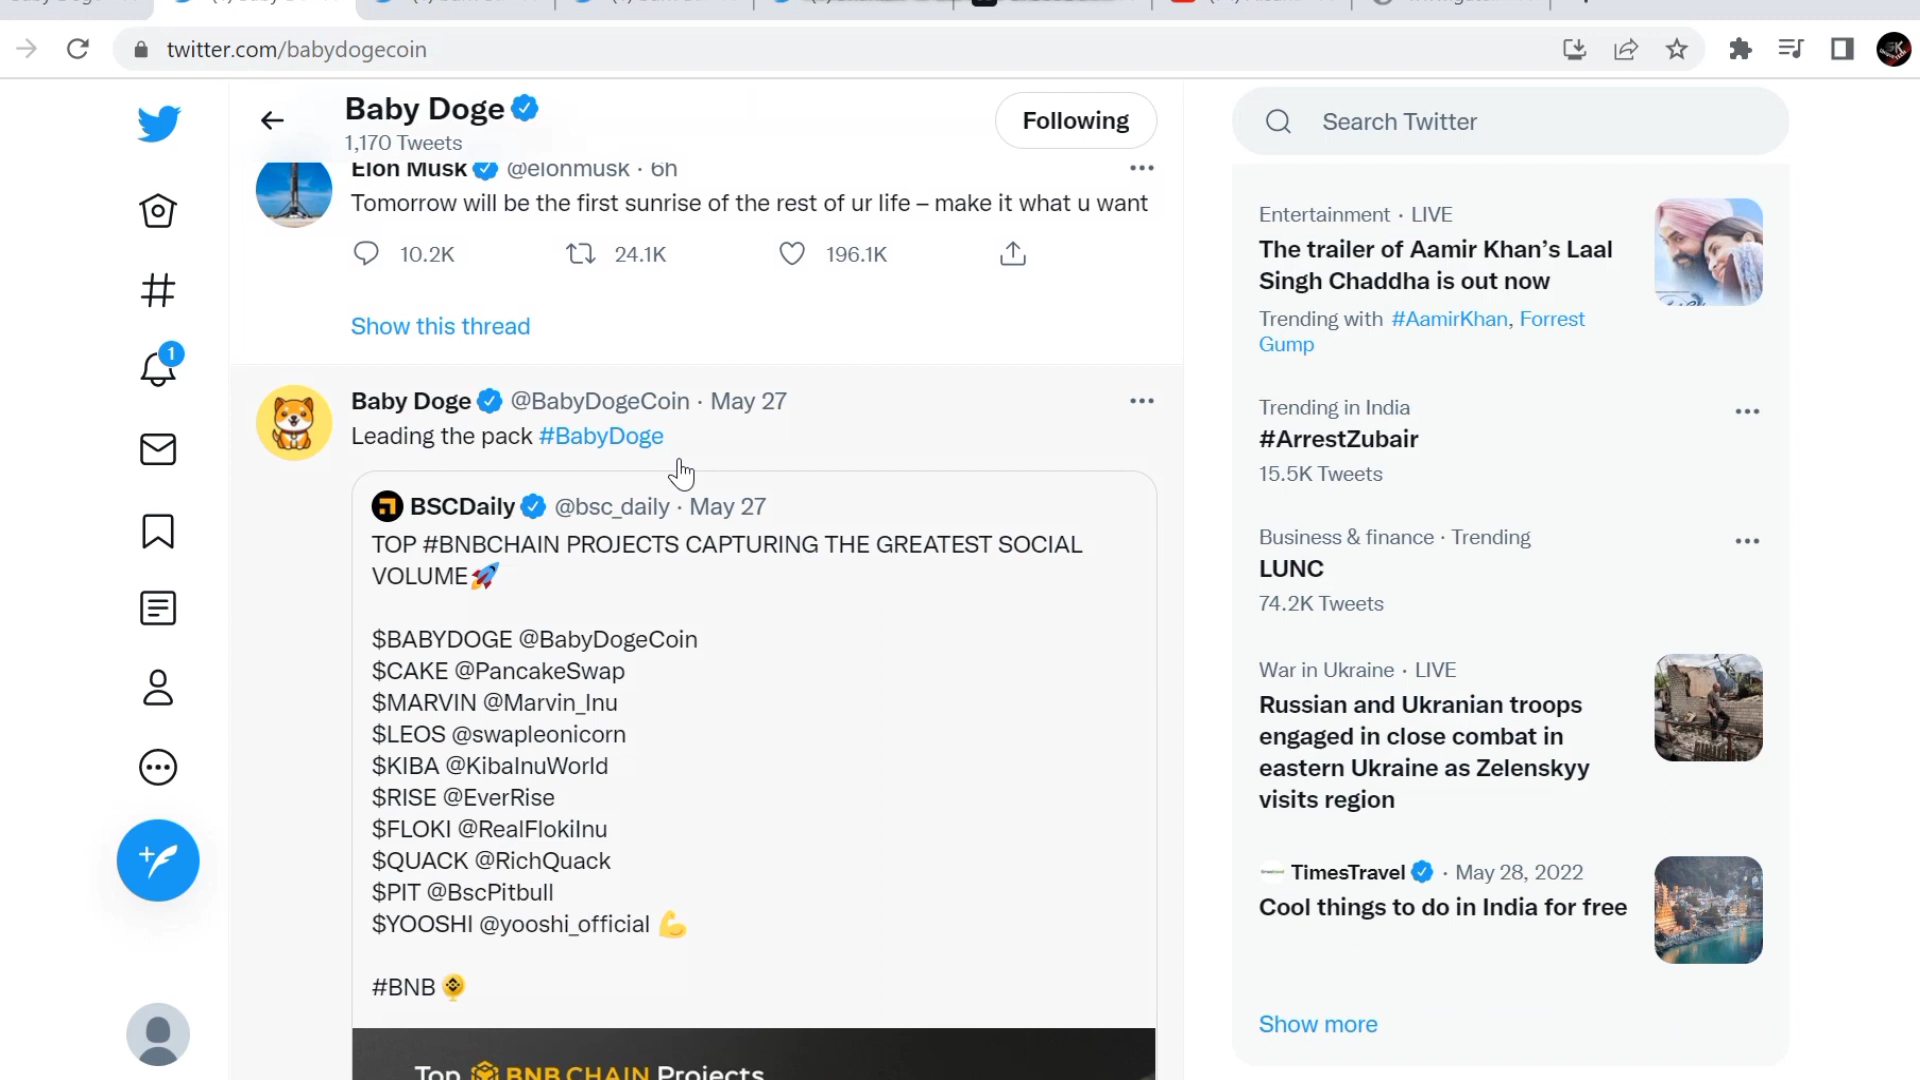 twitter.com/babydogecoin
Baby Doge
1,170 Tweets
Following
Search Twitter
Elon Musk @elonmusk · 6h
Tomorrow will be the first sunrise of the rest of ur life – make it what u want
10.2K 24.1K 196.1K
Show this thread
Baby Doge @BabyDogeCoin · May 27
Leading the pack #BabyDoge
BSCDaily @bsc_daily · May 27
TOP #BNBCHAIN PROJECTS CAPTURING THE GREATEST SOCIAL
VOLUME🚀
$BABYDOGE @BabyDogeCoin
$CAKE @PancakeSwap
$MARVIN @Marvin_Inu
$LEOS @swapleonicorn
$KIBA @KibaInuWorld
$RISE @EverRise
$FLOKI @RealFlokiInu
$QUACK @RichQuack
$PIT @BscPitbull
$YOOSHI @yooshi_official 💪
#BNB
Top BNB CHAIN Projects
1
Entertainment · LIVE
The trailer of Aamir Khan’s Laal
Singh Chaddha is out now
Trending with #AamirKhan, Forrest
Gump
Trending in India
#ArrestZubair
15.5K Tweets
Business & finance · Trending
LUNC
74.2K Tweets
War in Ukraine · LIVE
Russian and Ukranian troops
engaged in close combat in
eastern Ukraine as Zelenskyy
visits region
TimesTravel · May 28, 2022
Cool things to do in India for free
Show more